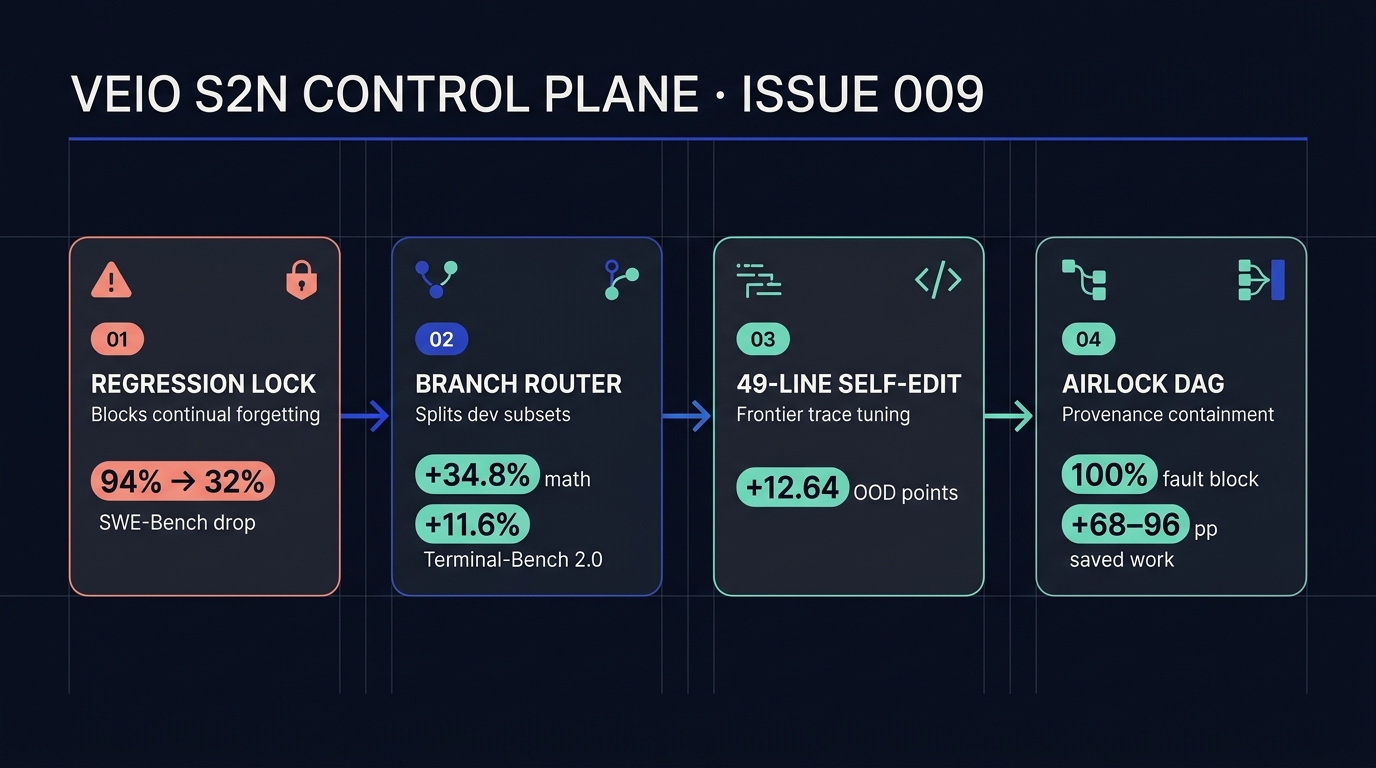 VEIO S2N CONTROL PLANE · ISSUE 009
01
REGRESSION LOCK
Blocks continual forgetting
94% → 32%
SWE-Bench drop
02
BRANCH ROUTER
Splits dev subsets
+34.8% math
+11.6%
Terminal-Bench 2.0
03
49-LINE SELF-EDIT
Frontier trace tuning
+12.64 OOD points
04
AIRLOCK DAG
Provenance containment
100% fault block
+68–96 pp
saved work